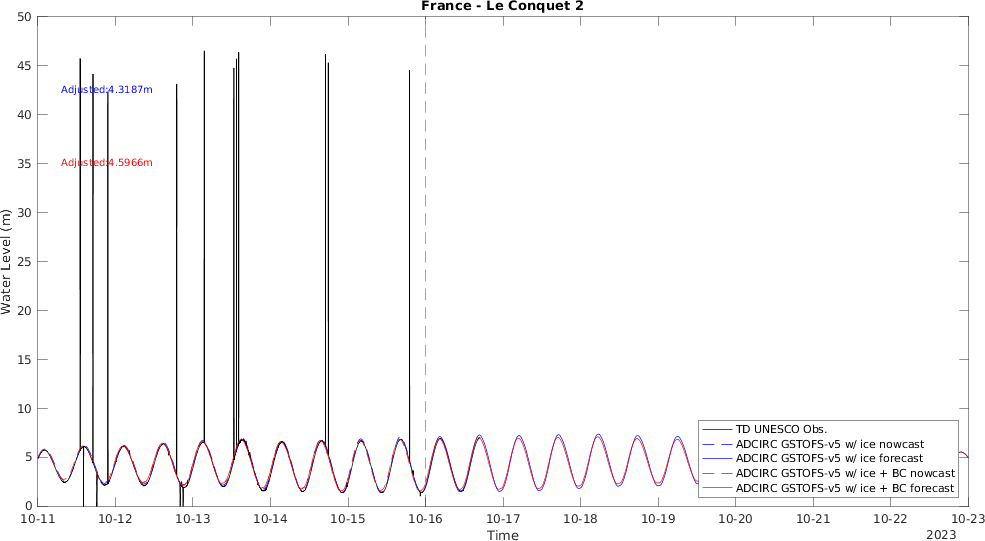 France - Le Conquet 2
50
45
40
35
30
25
20
15
10
5
0
Water Level (m)
Adjusted:4.3187m
Adjusted:4.5966m
TD UNESCO Obs.
ADCIRC GSTOFS-v5 w/ ice nowcast
ADCIRC GSTOFS-v5 w/ ice forecast
ADCIRC GSTOFS-v5 w/ ice + BC nowcast
ADCIRC GSTOFS-v5 w/ ice + BC forecast
10-11 10-12 10-13 10-14 10-15 10-16 10-17 10-18 10-19 10-20 10-21 10-22 10-23
Time
2023